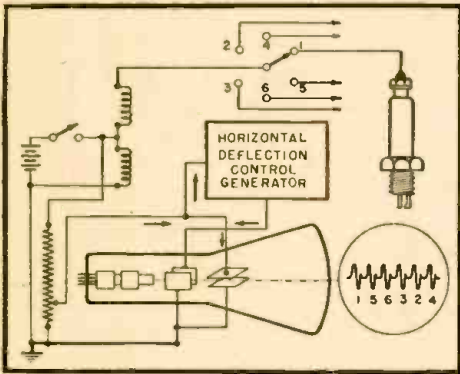 2
4
1
3
6
5
HORIZONTAL
DEFLECTION
CONTROL
GENERATOR
1 5 6 3 2 4